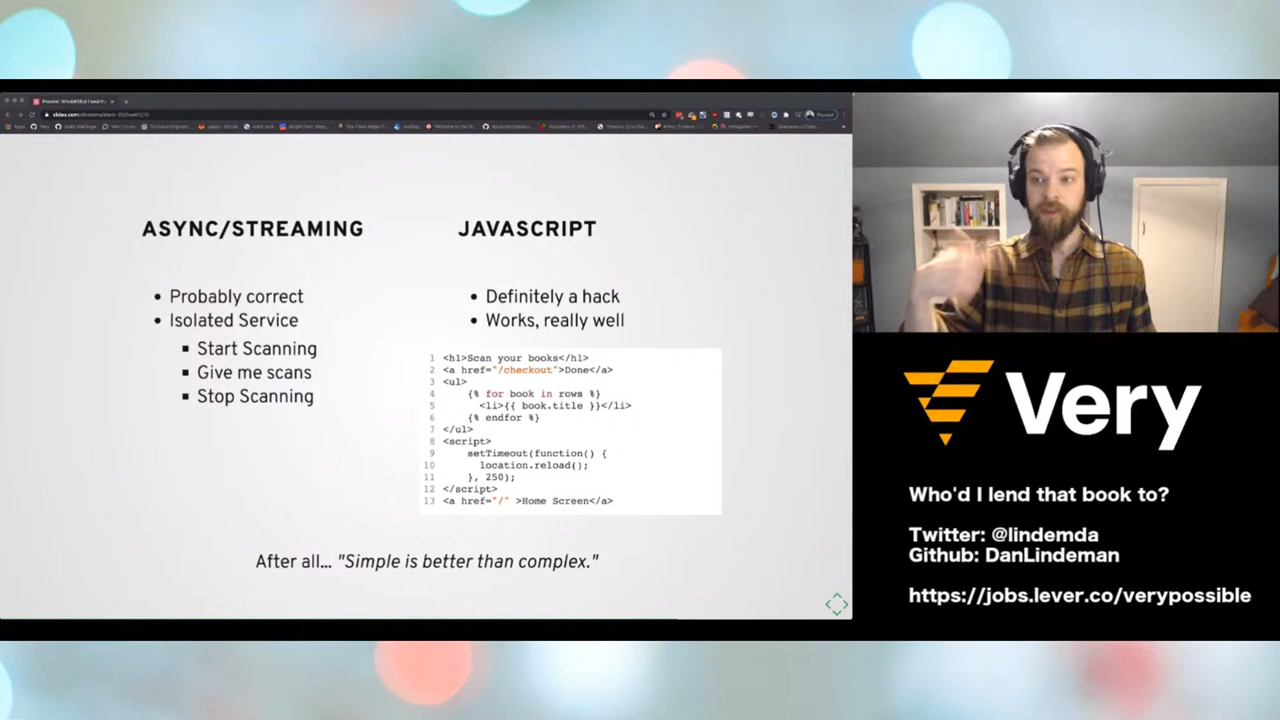 ASYNC/STREAMING
• Probably correct
• Isolated Service
▪ Start Scanning
▪ Give me scans
▪ Stop Scanning
JAVASCRIPT
• Definitely a hack
• Works, really well
1 <h1>Scan your books</h1>
2 <a href="/checkout">Done</a>
3 <ul>
4 {% for book in rows %}
5 <li>{{ book.title }}</li>
6 {% endfor %}
7 </ul>
8 <script>
9 setTimeout(function() {
10 location.reload();
11 }, 250);
12 </script>
13 <a href="/" >Home Screen</a>
After all... "Simple is better than complex."
Very
Who'd I lend that book to?
Twitter: @lindemda
Github: DanLindeman
https://jobs.lever.co/verypossible